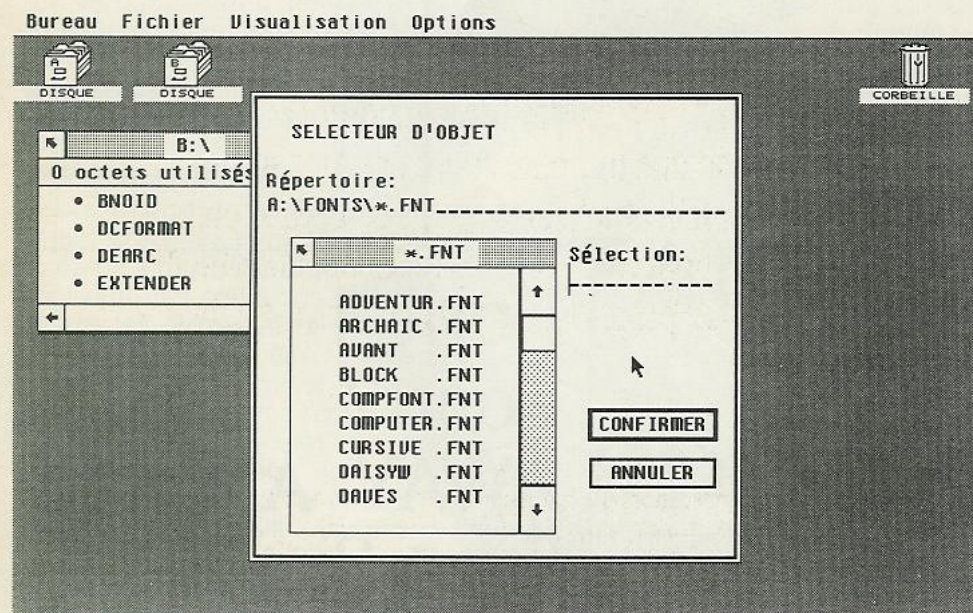 Bureau Fichier Visualisation Options
A
DISQUE
B
DISQUE
CORBEILLE
B:\
0 octets utilisés
BNOID
DCFORMAT
DEARC
EXTENDER
SELECTEUR D'OBJET
Répertoire:
A:\FONTS\*.FNT
*.FNT
ADVENTUR.FNT
ARCHAIC .FNT
AVANT .FNT
BLOCK .FNT
COMPFONT.FNT
COMPUTER.FNT
CURSIVE .FNT
DAISYW .FNT
DAVES .FNT
Sélection:
CONFIRMER
ANNULER